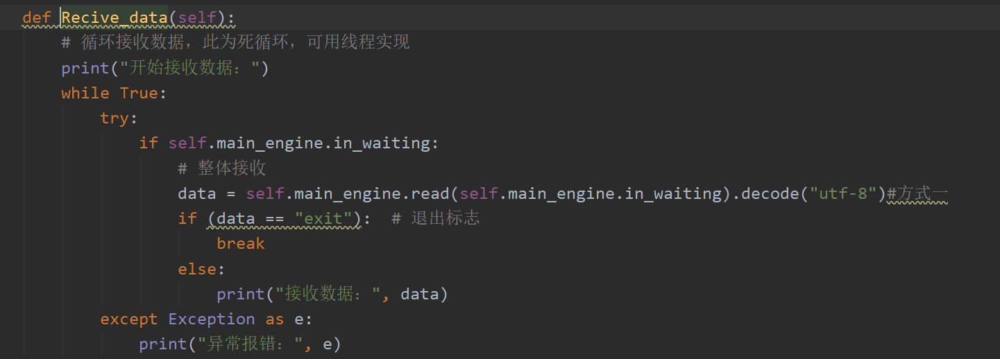 def Recive_data(self):
# 循环接收数据，此为死循环，可用线程实现
print("开始接收数据：")
while True:
try:
if self.main_engine.in_waiting:
# 整体接收
data = self.main_engine.read(self.main_engine.in_waiting).decode("utf-8")#方式一
if (data == "exit"):  # 退出标志
break
else:
print("接收数据：", data)
except Exception as e:
print("异常报错：", e)